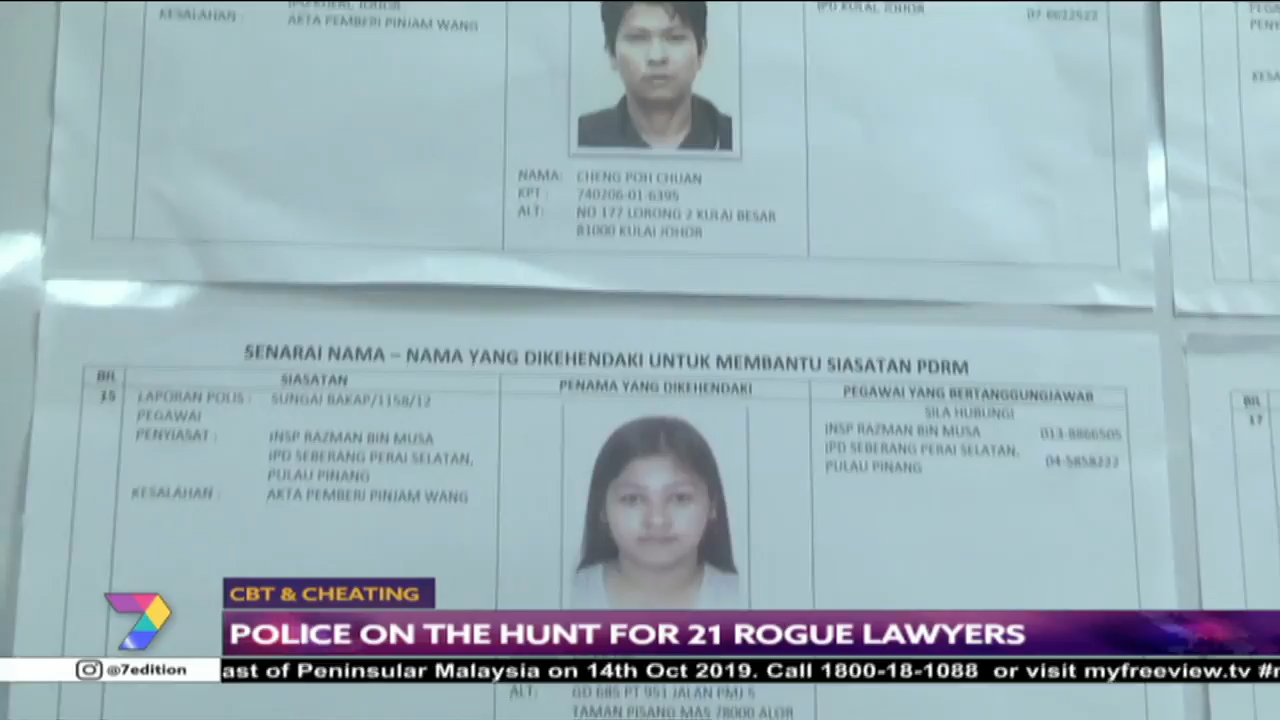 KESALAHAN :
AKTA PEMBERI PINJAM WANG
IPD KULAI JOHOR
07-6622522
NAMA: CHENG POH CHUAN
KPT : 740206-01-6395
ALT: NO 177 LORONG 2 KULAI BESAR
81000 KULAI JOHOR
SENARAI NAMA – NAMA YANG DIKEHENDAKI UNTUK MEMBANTU SIASATAN PDRM
BIL
SIASATAN
PENAMA YANG DIKEHENDAKI
PEGAWAI YANG BERTANGGUNGJAWAB
SILA HUBUNGI
15
LAPORAN POLIS : SUNGAI BAKAP/1158/12
PEGAWAI
PENYIASAT : INSP RAZMAN BIN MUSA
IPD SEBERANG PERAI SELATAN,
PULAU PINANG
KESALAHAN : AKTA PEMBERI PINJAM WANG
INSP RAZMAN BIN MUSA 013-8866505
IPD SEBERANG PERAI SELATAN,
PULAU PINANG 04-5858222
BIL
17
CBT & CHEATING
POLICE ON THE HUNT FOR 21 ROGUE LAWYERS
@7edition
ast of Peninsular Malaysia on 14th Oct 2019. Call 1800-18-1088 or visit myfreeview.tv #
ALT: GD 685 PT 951 JALAN PMJ 5
TAMAN PISANG MAS 78000 ALOR